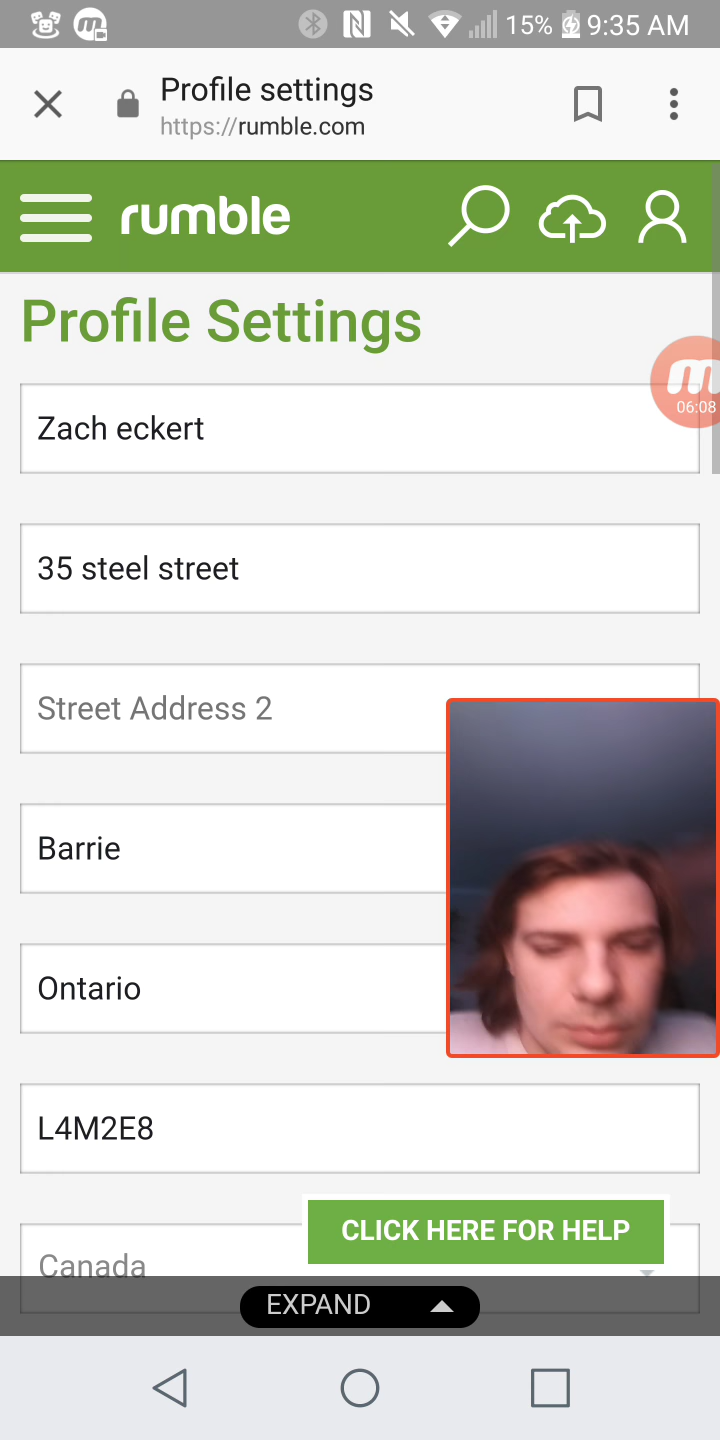 15% 9:35 AM
Profile settings
https://rumble.com
rumble
Profile Settings
Zach eckert
06:08
35 steel street
Street Address 2
Barrie
Ontario
L4M2E8
CLICK HERE FOR HELP
Canada
EXPAND